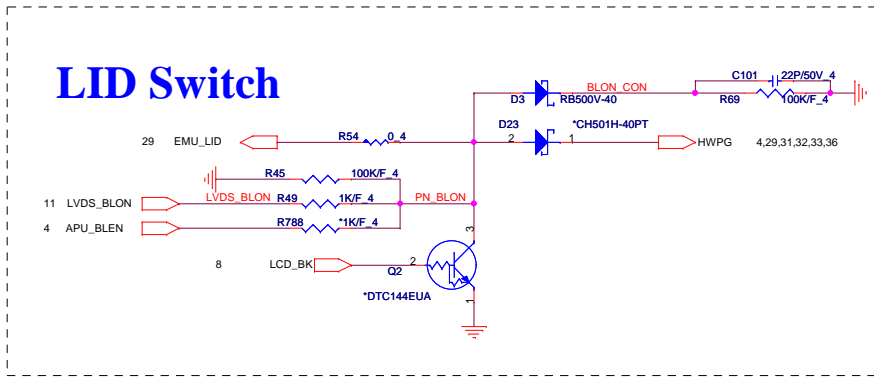 LID Switch
C101 22P/50V_4
BLON_CON
D3 RB500V-40 R69 100K/F_4
D23 *CH501H-40PT
29 EMU_LID R54 0_4 2 1 HWPG 4,29,31,32,33,36
R45 100K/F_4
11 LVDS_BLON LVDS_BLON R49 1K/F_4 PN_BLON
4 APU_BLEN R788 *1K/F_4
3
8 LCD_BK 2
Q2
*DTC144EUA 1